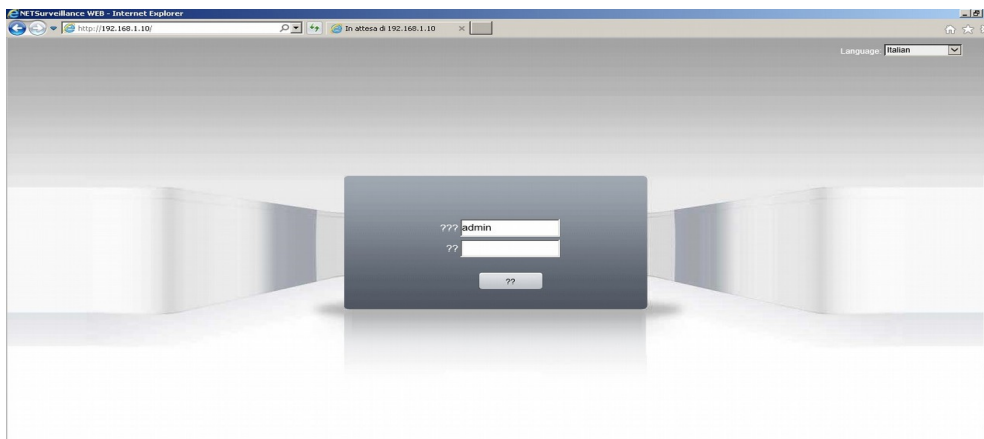 NETSurveillance WEB - Internet Explorer
http://192.168.1.10/
In attesa di 192.168.1.10
Language: Italian
??? admin
??
??